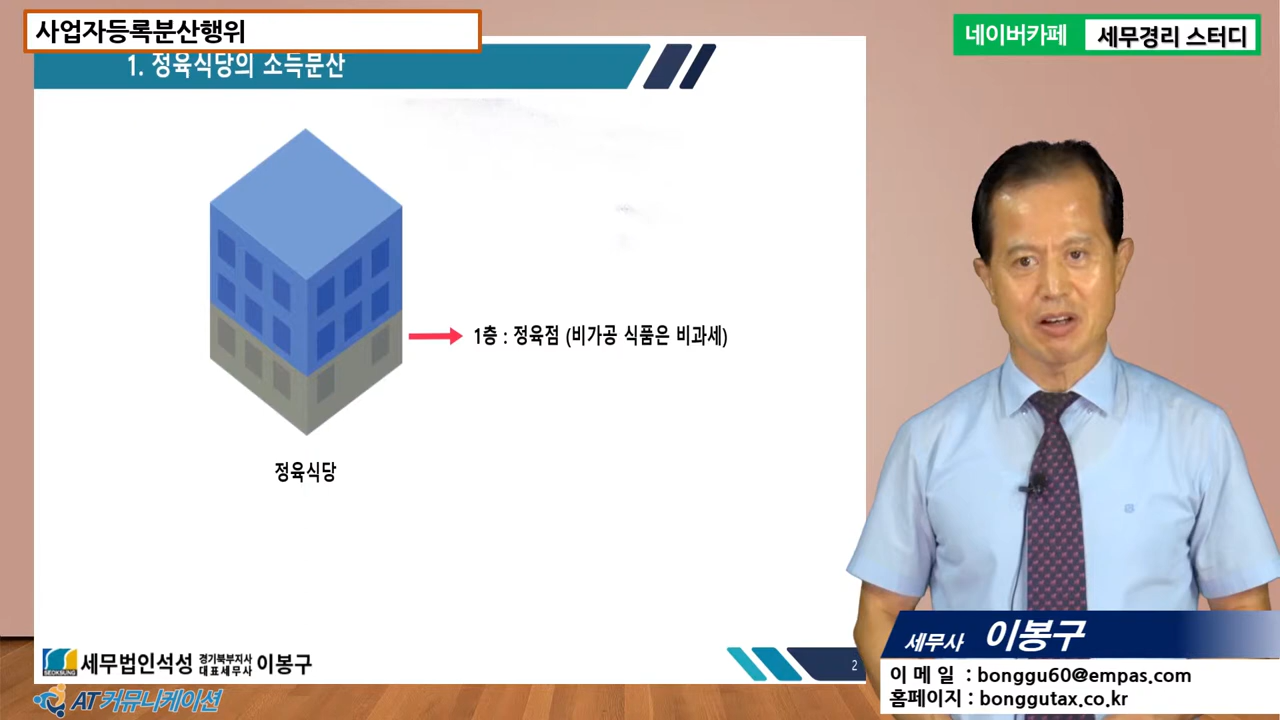 사업자등록분산행위
네이버카페 세무경리 스터디
1. 정육식당의 소득분산
1층 : 정육점 (비가공 식품은 비과세)
정육식당
SEOKSUNG
세무법인석성 경기북부지사 대표세무사 이봉구
2
AT커뮤니케이션
세무사 이봉구
이 메 일 : bonggu60@empas.com
홈페이지 : bonggutax.co.kr